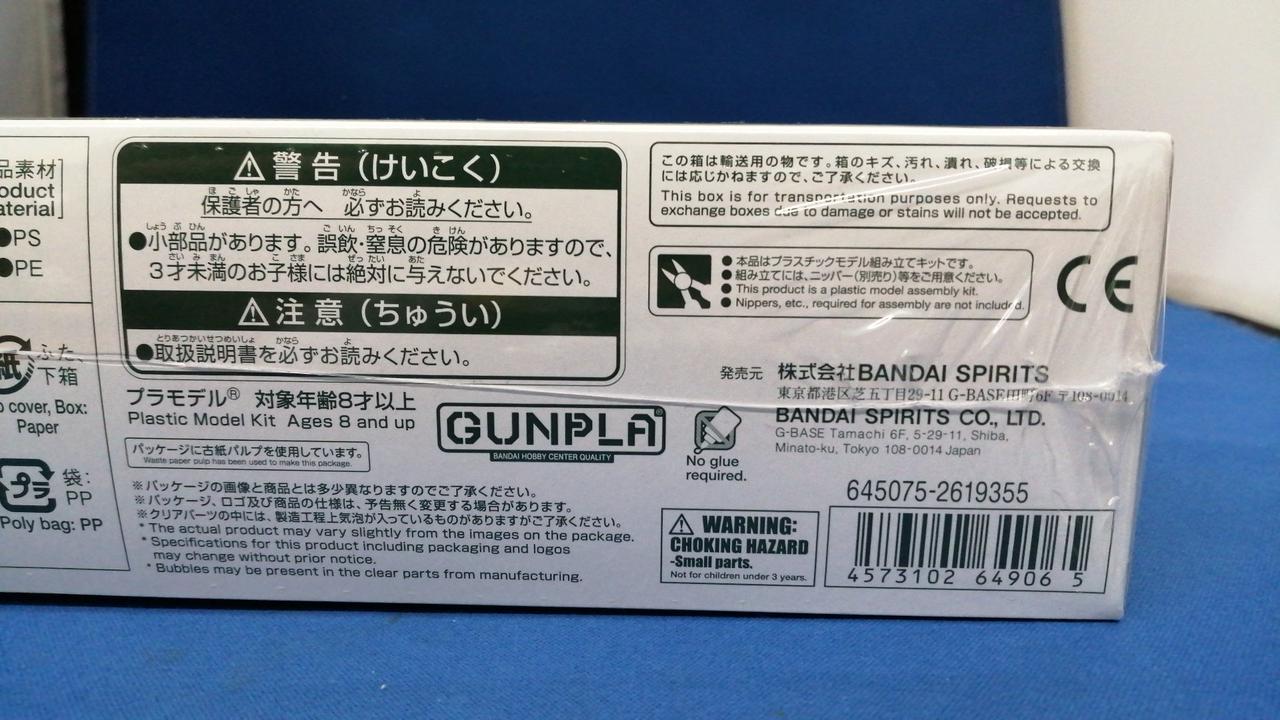 品素材]
oduct
aterial]
●PS
●PE
紙
ふた、
下箱
p cover, Box:
Paper
プラ
袋:
PP
Poly bag: PP
⚠警告（けいこく）
保護者の方へ 必ずお読みください。
●小部品があります。誤飲・窒息の危険がありますので、
3才未満のお子様には絶対に与えないでください。
⚠注意（ちゅうい）
●取扱説明書を必ずお読みください。
プラモデル® 対象年齢8才以上
Plastic Model Kit Ages 8 and up
パッケージに古紙パルプを使用しています。
Waste paper pulp has been used to make this package.
GUNPLA®
BANDAI HOBBY CENTER QUALITY
※パッケージの画像と商品とは多少異なりますのでご了承ください。
※パッケージ、ロゴ及び商品の仕様は、予告無く変更する場合があります。
※クリアパーツの中には、製造工程上気泡が入っているものがありますがご了承ください。
* The actual product may vary slightly from the images on the package.
* Specifications for this product including packaging and logos
may change without prior notice.
* Bubbles may be present in the clear parts from manufacturing.
この箱は輸送用の物です。箱のキズ、汚れ、潰れ、破損等による交換
には応じかねますので、ご了承ください。
This box is for transportation purposes only. Requests to
exchange boxes due to damage or stains will not be accepted.
●本品はプラスチックモデル組み立てキットです。
●組み立てには、ニッパー（別売り）等をご用意ください。
●This product is a plastic model assembly kit.
●Nippers, etc., required for assembly are not included.
CE
発売元 株式会社BANDAI SPIRITS
東京都港区芝五丁目29-11 G-BASE田町6F 〒108-0014
BANDAI SPIRITS CO., LTD.
G-BASE Tamachi 6F, 5-29-11, Shiba,
Minato-ku, Tokyo 108-0014 Japan
No glue
required.
645075-2619355
⚠WARNING:
CHOKING HAZARD
-Small parts.
Not for children under 3 years.
4573102 64906 5